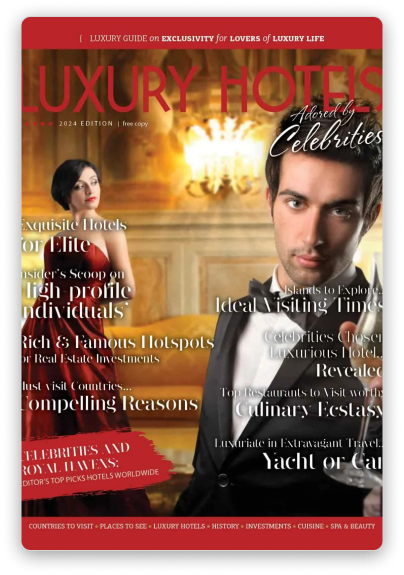 { LUXURY GUIDE on EXCLUSIVITY for LOVERS of LUXURY LIFE
LUXURY HOTELS
Adored by
Celebrities
2024 EDITION | free copy
Exquisite Hotels
for Elite
Insider's Scoop on
High-profile
Individuals'
Rich & Famous Hotspots
or Real Estate Investments
Must visit Countries...
Compelling Reasons
CELEBRITIES AND
ROYAL HAVENS:
EDITOR'S TOP PICKS HOTELS WORLDWIDE
Islands to Explore..
Ideal Visiting Times
Celebrities Chosen
Luxurious Hotel..
Revealed
Top Restaurants to Visit worthy
Culinary Ecstasy
Luxuriate in Extravagant Travel..
Yacht or Car
COUNTRIES TO VISIT + PLACES TO SEE + LUXURY HOTELS + HISTORY + INVESTMENTS + CUISINE + SPA & BEAUTY